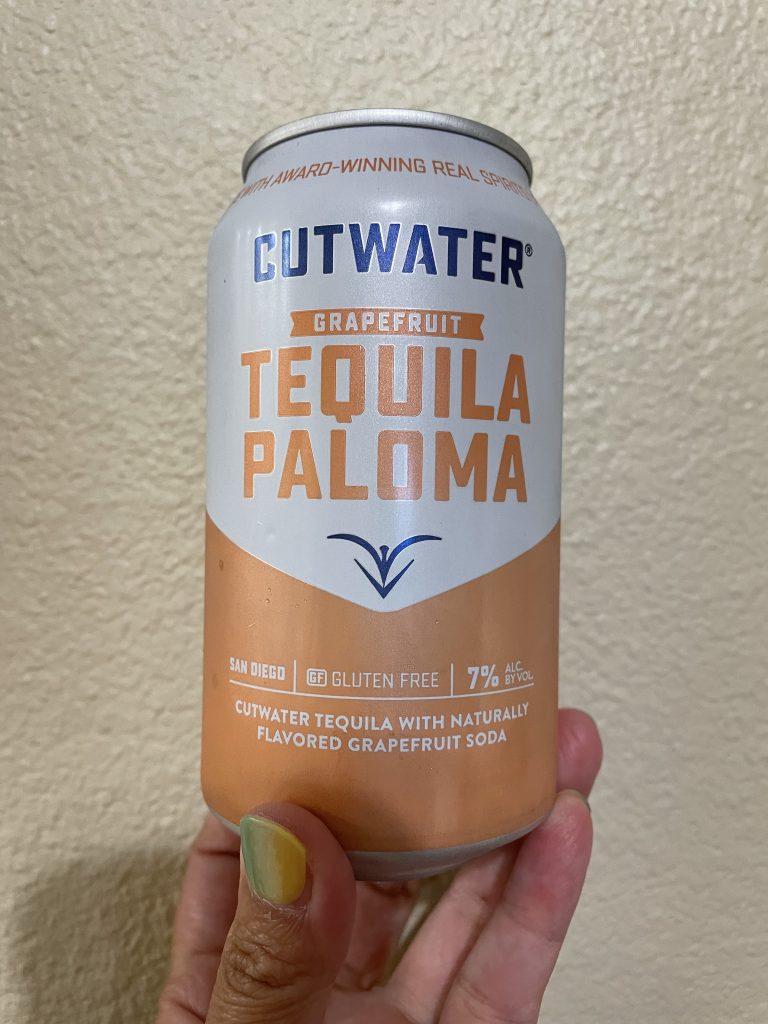 WITH AWARD-WINNING REAL SPIRITS
CUTWATER®
GRAPEFRUIT
TEQUILA
PALOMA
SAN DIEGO GF GLUTEN FREE 7% ALC. BY VOL.
CUTWATER TEQUILA WITH NATURALLY
FLAVORED GRAPEFRUIT SODA